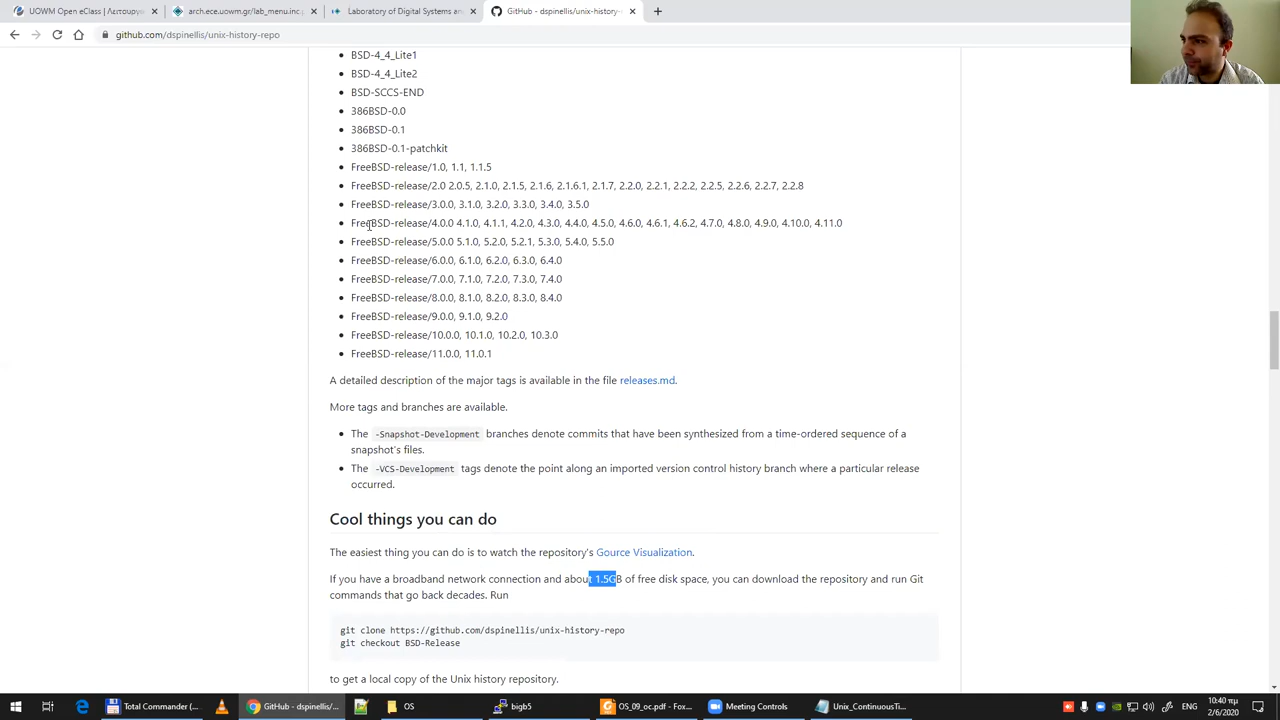 UOWM Open eClass | Λειτουργι
arch.ece.uowm.gr/lab_menu.inc.p
Laboratory of Digital Systems and
GitHub - dspinellis/unix-history-
github.com/dspinellis/unix-history-repo
BSD-4_4_Lite1
BSD-4_4_Lite2
BSD-SCCS-END
386BSD-0.0
386BSD-0.1
386BSD-0.1-patchkit
FreeBSD-release/1.0, 1.1, 1.1.5
FreeBSD-release/2.0 2.0.5, 2.1.0, 2.1.5, 2.1.6, 2.1.6.1, 2.1.7, 2.2.0, 2.2.1, 2.2.2, 2.2.5, 2.2.6, 2.2.7, 2.2.8
FreeBSD-release/3.0.0, 3.1.0, 3.2.0, 3.3.0, 3.4.0, 3.5.0
FreeBSD-release/4.0.0 4.1.0, 4.1.1, 4.2.0, 4.3.0, 4.4.0, 4.5.0, 4.6.0, 4.6.1, 4.6.2, 4.7.0, 4.8.0, 4.9.0, 4.10.0, 4.11.0
FreeBSD-release/5.0.0 5.1.0, 5.2.0, 5.2.1, 5.3.0, 5.4.0, 5.5.0
FreeBSD-release/6.0.0, 6.1.0, 6.2.0, 6.3.0, 6.4.0
FreeBSD-release/7.0.0, 7.1.0, 7.2.0, 7.3.0, 7.4.0
FreeBSD-release/8.0.0, 8.1.0, 8.2.0, 8.3.0, 8.4.0
FreeBSD-release/9.0.0, 9.1.0, 9.2.0
FreeBSD-release/10.0.0, 10.1.0, 10.2.0, 10.3.0
FreeBSD-release/11.0.0, 11.0.1
A detailed description of the major tags is available in the file releases.md.
More tags and branches are available.
The -Snapshot-Development branches denote commits that have been synthesized from a time-ordered sequence of a
snapshot's files.
The -VCS-Development tags denote the point along an imported version control history branch where a particular release
occurred.
Cool things you can do
The easiest thing you can do is to watch the repository's Gource Visualization.
If you have a broadband network connection and about 1.5GB of free disk space, you can download the repository and run Git
commands that go back decades. Run
git clone https://github.com/dspinellis/unix-history-repo
git checkout BSD-Release
to get a local copy of the Unix history repository.
Total Commander (...
GitHub - dspinellis/...
OS
bigb5
OS_09_oc.pdf - Fox...
Meeting Controls
Unix_ContinuousTi...
10:40 πμ
2/6/2020